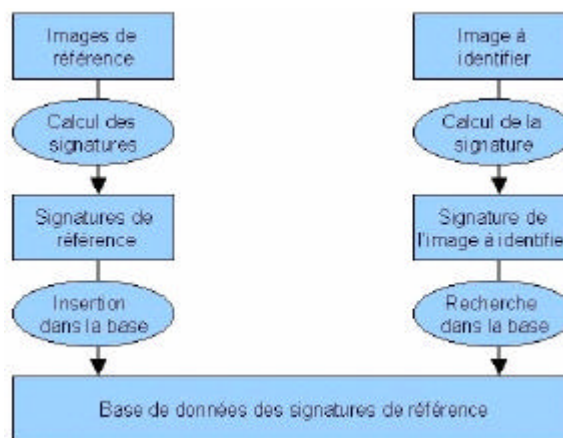 Images de
référence
Calcul des
signatures
Signatures de
référence
Insertion
dans la base
Image à
identifier
Calcul de la
signature
Signature de
l'image à identifier
Recherche
dans la base
Base de données des signatures de référence